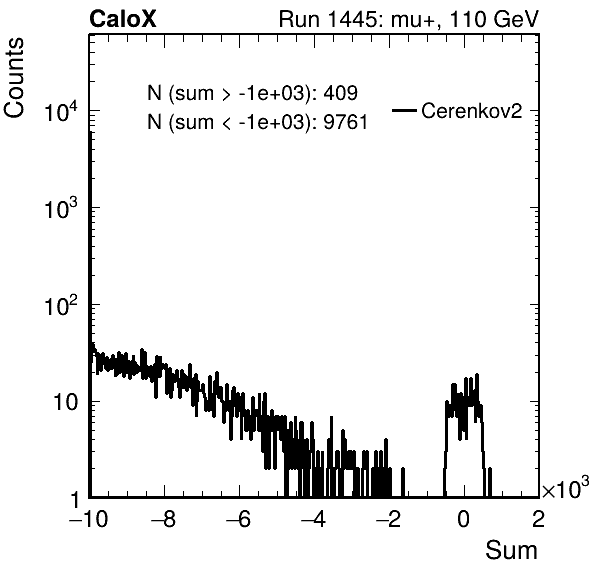 CaloX Run 1445: mu+, 110 GeV
Counts
N (sum > -1e+03): 409
N (sum < -1e+03): 9761
Cerenkov2
10⁴
10³
10²
10
1
−10 −8 −6 −4 −2 0 2
×10³
Sum